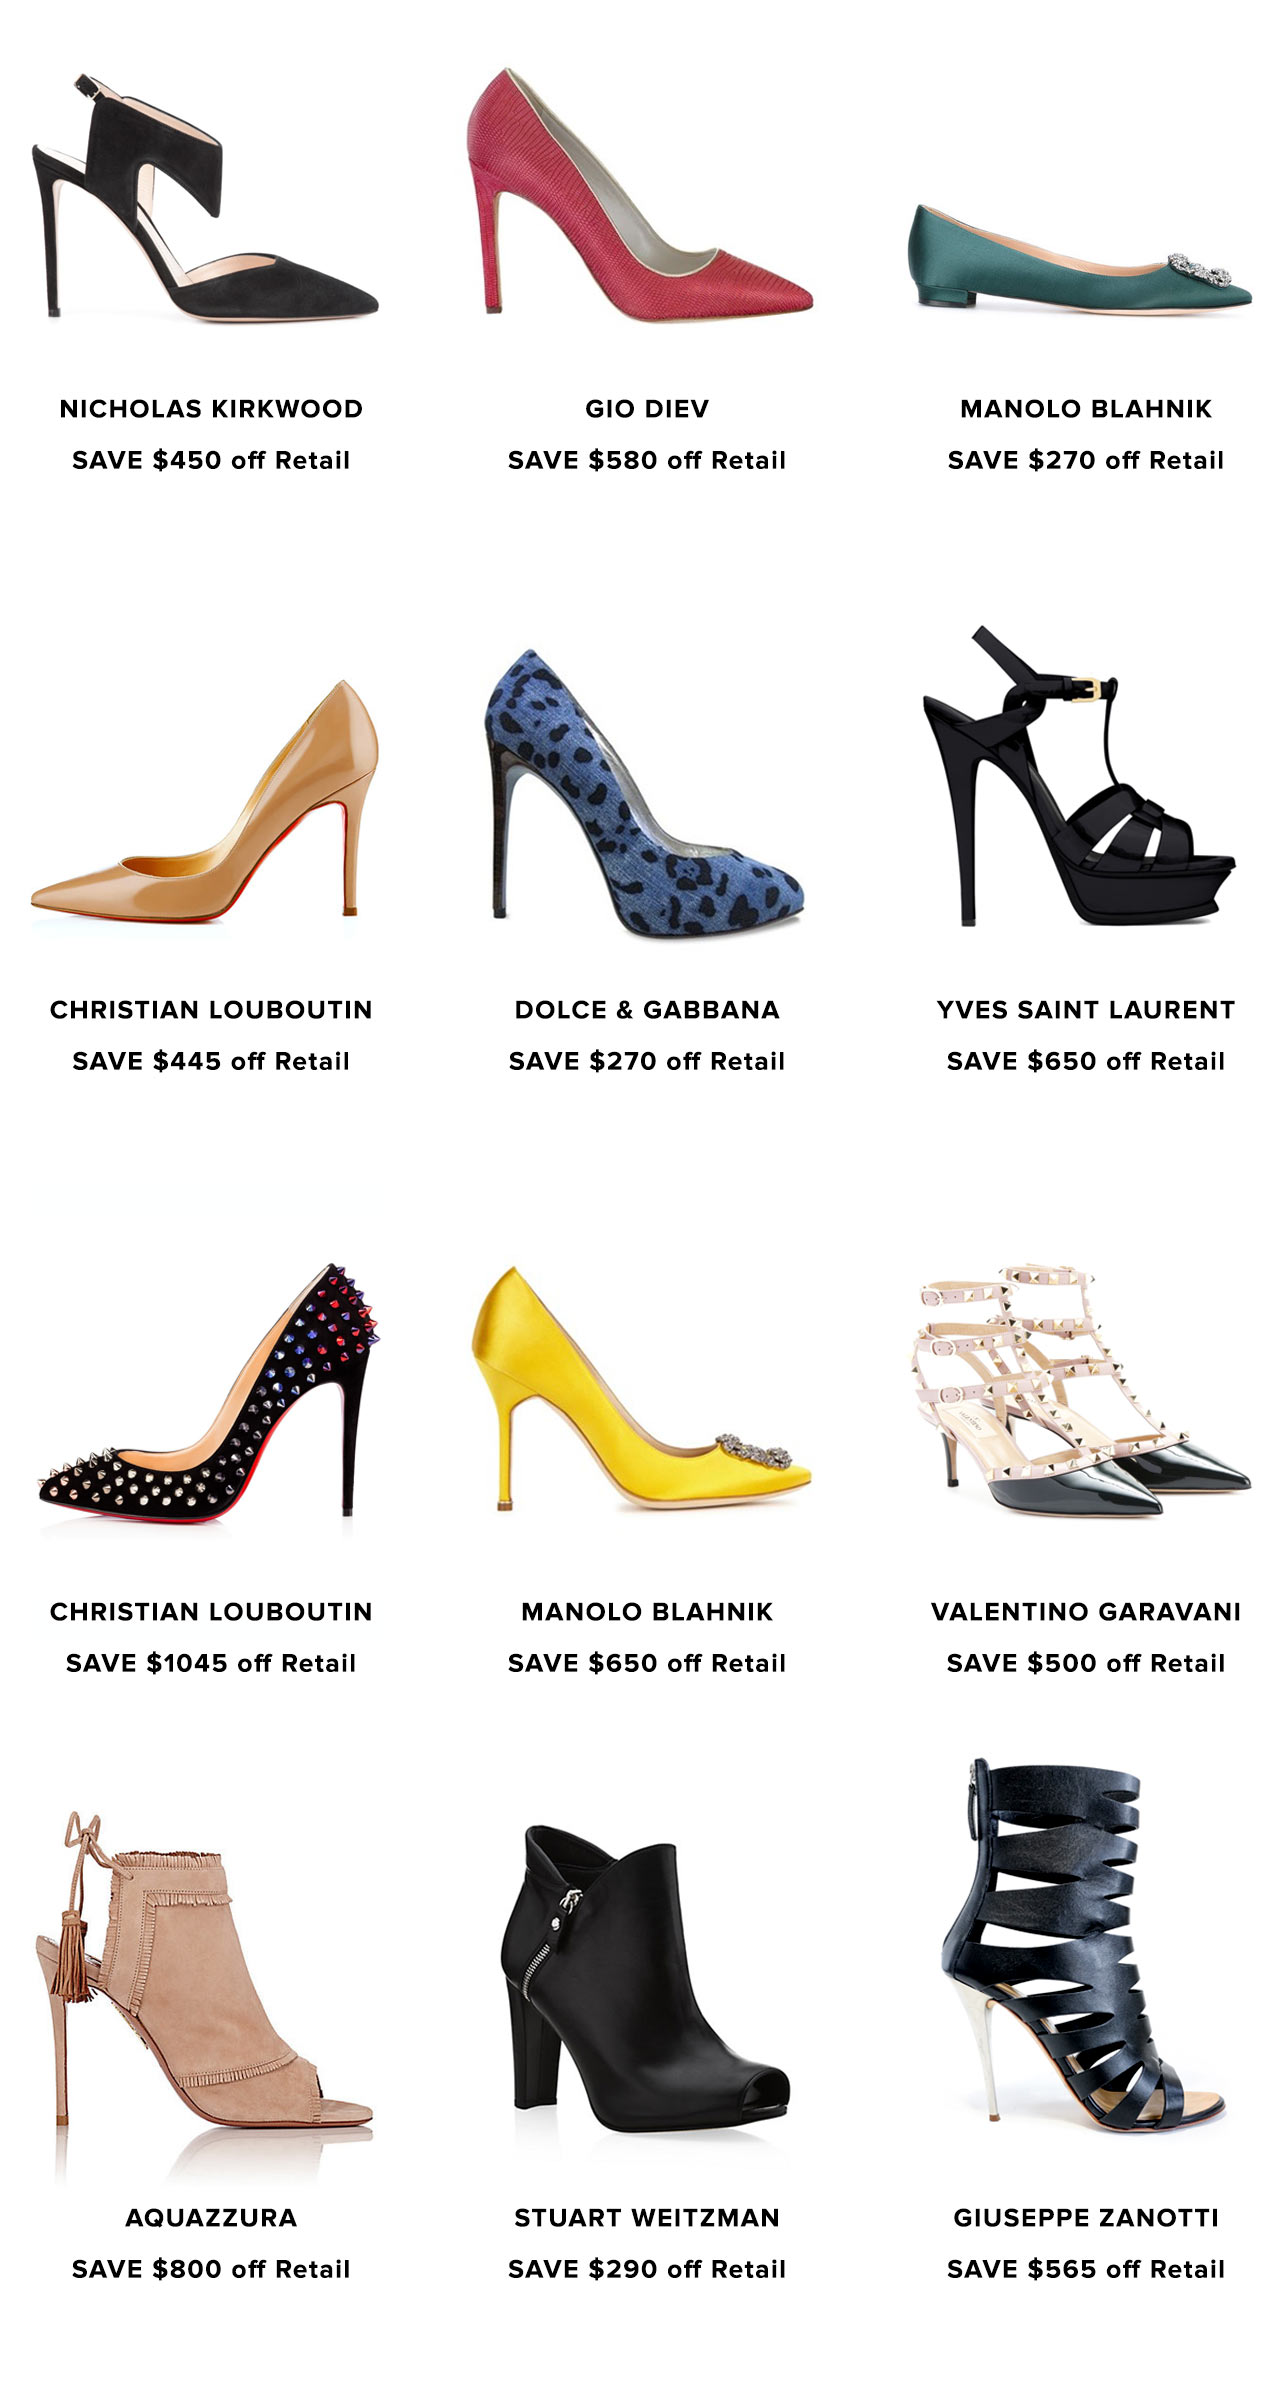 NICHOLAS KIRKWOOD
SAVE $450 off Retail
GIO DIEV
SAVE $580 off Retail
MANOLO BLAHNIK
SAVE $270 off Retail
CHRISTIAN LOUBOUTIN
SAVE $445 off Retail
DOLCE & GABBANA
SAVE $270 off Retail
YVES SAINT LAURENT
SAVE $650 off Retail
CHRISTIAN LOUBOUTIN
SAVE $1045 off Retail
MANOLO BLAHNIK
SAVE $650 off Retail
VALENTINO GARAVANI
SAVE $500 off Retail
AQUAZZURA
SAVE $800 off Retail
STUART WEITZMAN
SAVE $290 off Retail
GIUSEPPE ZANOTTI
SAVE $565 off Retail